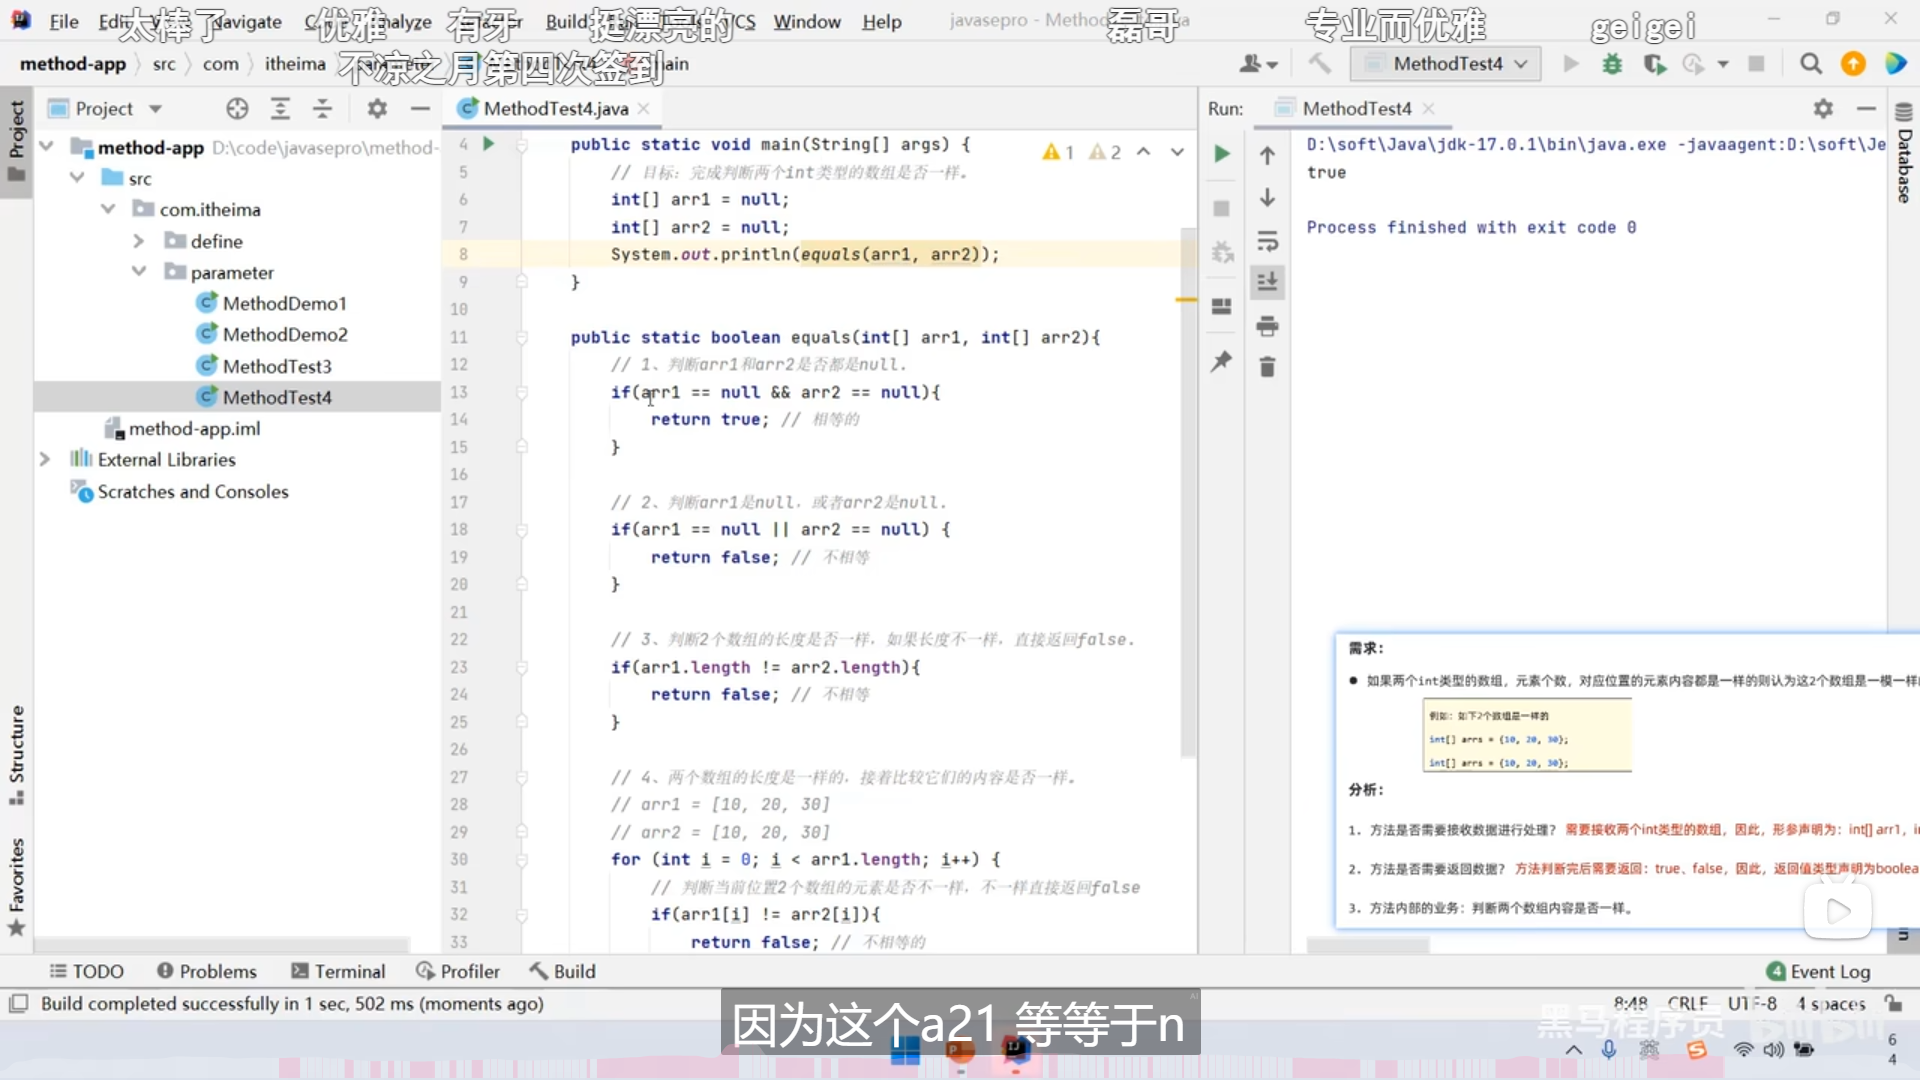 File
Window
Help
javasepro - Method
太棒了
优雅
有牙
挺漂亮的
磊哥
专业而优雅
geigei
不凉之月第四次签到
method-app
src
com
itheima
MethodTest4
Project
MethodTest4.java
Run:
MethodTest4
Project
method-app D:\code\javasepro\method-
src
com.itheima
define
parameter
MethodDemo1
MethodDemo2
MethodTest3
MethodTest4
method-app.iml
External Libraries
Scratches and Consoles
Structure
Favorites
1 2
4 public static void main(String[] args) {
5 // 目标：完成判断两个int类型的数组是否一样。
6 int[] arr1 = null;
7 int[] arr2 = null;
8 System.out.println(equals(arr1, arr2));
9 }
10
11 public static boolean equals(int[] arr1, int[] arr2){
12 // 1、判断arr1和arr2是否都是null.
13 if(arr1 == null && arr2 == null){
14 return true; // 相等的
15 }
16
17 // 2、判断arr1是null，或者arr2是null.
18 if(arr1 == null || arr2 == null) {
19 return false; // 不相等
20 }
21
22 // 3、判断2个数组的长度是否一样，如果长度不一样，直接返回false.
23 if(arr1.length != arr2.length){
24 return false; // 不相等
25 }
26
27 // 4、两个数组的长度是一样的，接着比较它们的内容是否一样。
28 // arr1 = [10, 20, 30]
29 // arr2 = [10, 20, 30]
30 for (int i = 0; i < arr1.length; i++) {
31 // 判断当前位置2个数组的元素是否不一样，不一样直接返回false
32 if(arr1[i] != arr2[i]){
33 return false; // 不相等的
D:\soft\Java\jdk-17.0.1\bin\java.exe -javaagent:D:\soft\Je
true
Process finished with exit code 0
Database
需求：
● 如果两个int类型的数组，元素个数，对应位置的元素内容都是一样的则认为这2个数组是一模一样
例如：如下2个数组是一样的
int[] arrs = {10, 20, 30};
int[] arrs = {10, 20, 30};
分析：
1. 方法是否需要接收数据进行处理？ 需要接收两个int类型的数组，因此，形参声明为：int[] arr1，
2. 方法是否需要返回数据？ 方法判断完后需要返回：true、false，因此，返回值类型声明为boolea
3. 方法内部的业务：判断两个数组内容是否一样。
TODO
Problems
Terminal
Profiler
Build
4 Event Log
Build completed successfully in 1 sec, 502 ms (moments ago)
8:48 CRLF UTF-8 4 spaces
黑马程序员
因为这个a21 等等于n